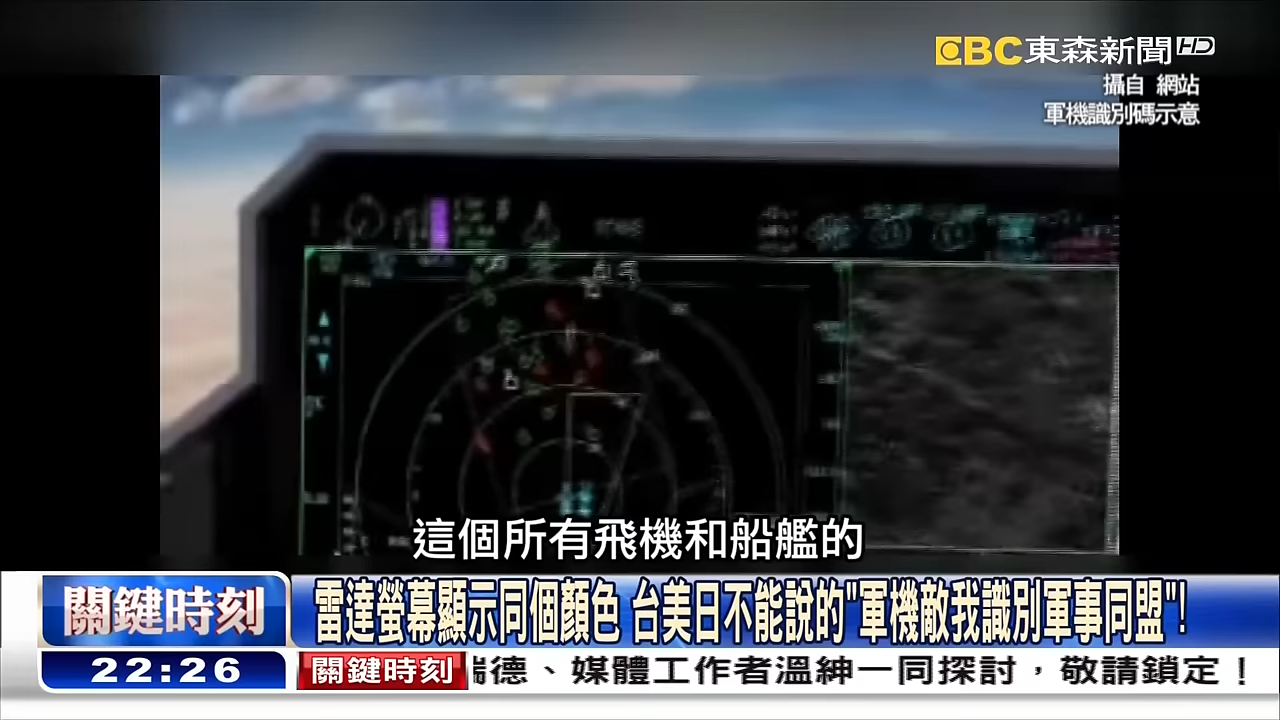 EBC東森新聞HD
攝自 網站
軍機識別碼示意
這個所有飛機和船艦的
關鍵時刻
雷達螢幕顯示同個顏色 台美日不能說的"軍機敵我識別軍事同盟"!
22:26
關鍵時刻
德、媒體工作者溫紳一同探討，敬請鎖定！